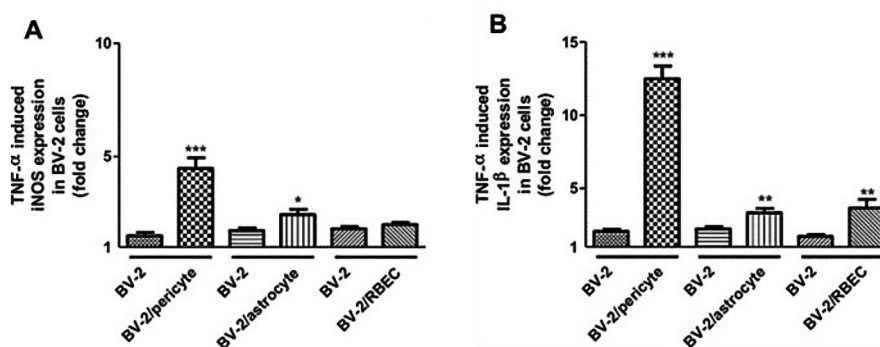 A
TNF-α induced
iNOS expression
in BV-2 cells
(fold change)
10
5
1
***
*
BV-2
BV-2/pericyte
BV-2
BV-2/astrocyte
BV-2
BV-2/RBEC
B
TNF-α induced
IL-1β expression
in BV-2 cells
(fold change)
15
10
5
1
***
**
**
BV-2
BV-2/pericyte
BV-2
BV-2/astrocyte
BV-2
BV-2/RBEC